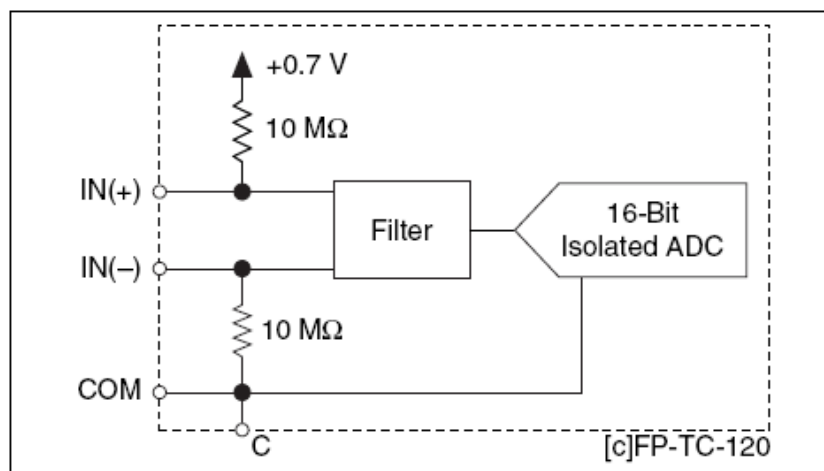 +0.7 V
10 MΩ
IN(+)
Filter
16-Bit
Isolated ADC
IN(–)
10 MΩ
COM
C
[c]FP-TC-120